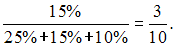 15% / (25%+15%+10%) = 3/10.